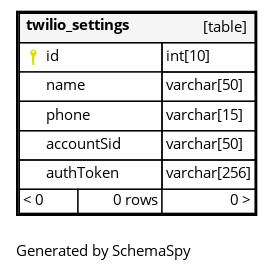 twilio_settings [table]
id int[10]
name varchar[50]
phone varchar[15]
accountSid varchar[50]
authToken varchar[256]
< 0 0 rows 0 >
Generated by SchemaSpy